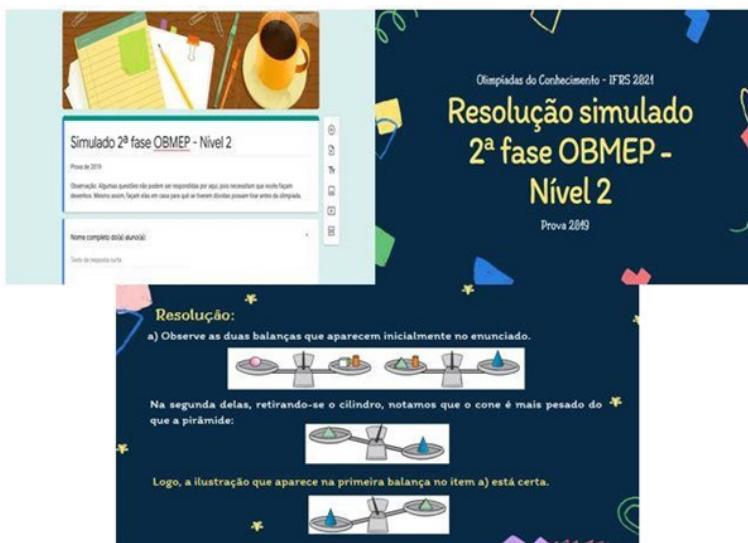 Simulado 2ª fase OBMEP - Nível 2
Prova de 2019
Observação: Algumas questões não podem ser respondidas por aqui, pois necessitam que vocês façam
desenhos. Mesmo assim, façam elas em casa para quê se tiverem dúvidas possam tirar antes da olimpíada.
Nome completo do(a) aluno(a):
Texto de resposta curta
Olimpíadas do Conhecimento - IFRS 2021
Resolução simulado
2ª fase OBMEP -
Nível 2
Prova 2019
Resolução:
a) Observe as duas balanças que aparecem inicialmente no enunciado.
Na segunda delas, retirando-se o cilindro, notamos que o cone é mais pesado do
que a pirâmide:
Logo, a ilustração que aparece na primeira balança no item a) está certa.